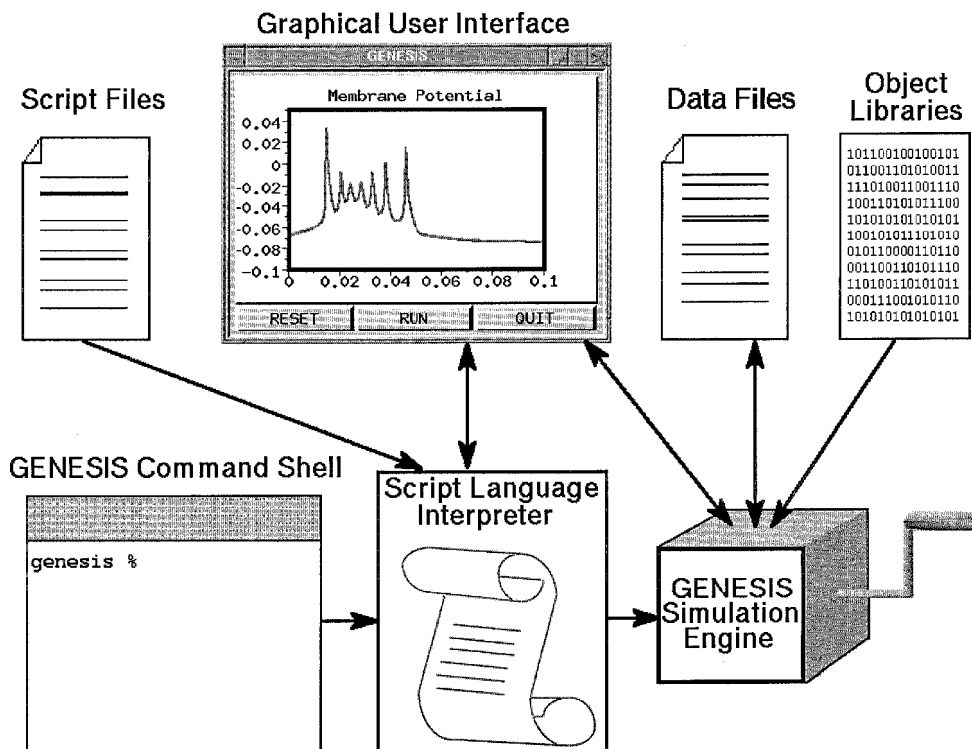 Graphical User Interface
GENESIS
Script Files
Membrane Potential
0.04
0.02
0
-0.02
-0.04
-0.06
-0.08
-0.1
0 0.02 0.04 0.06 0.08 0.1
RESET RUN QUIT
Data Files
Object
Libraries
101100100100101
011001101010011
111010011001110
100110101011100
101010101010101
100101011101010
010110000110110
001100110101110
110100110101011
000111001010110
101010101010101
GENESIS Command Shell
genesis %
Script Language
Interpreter
GENESIS
Simulation
Engine